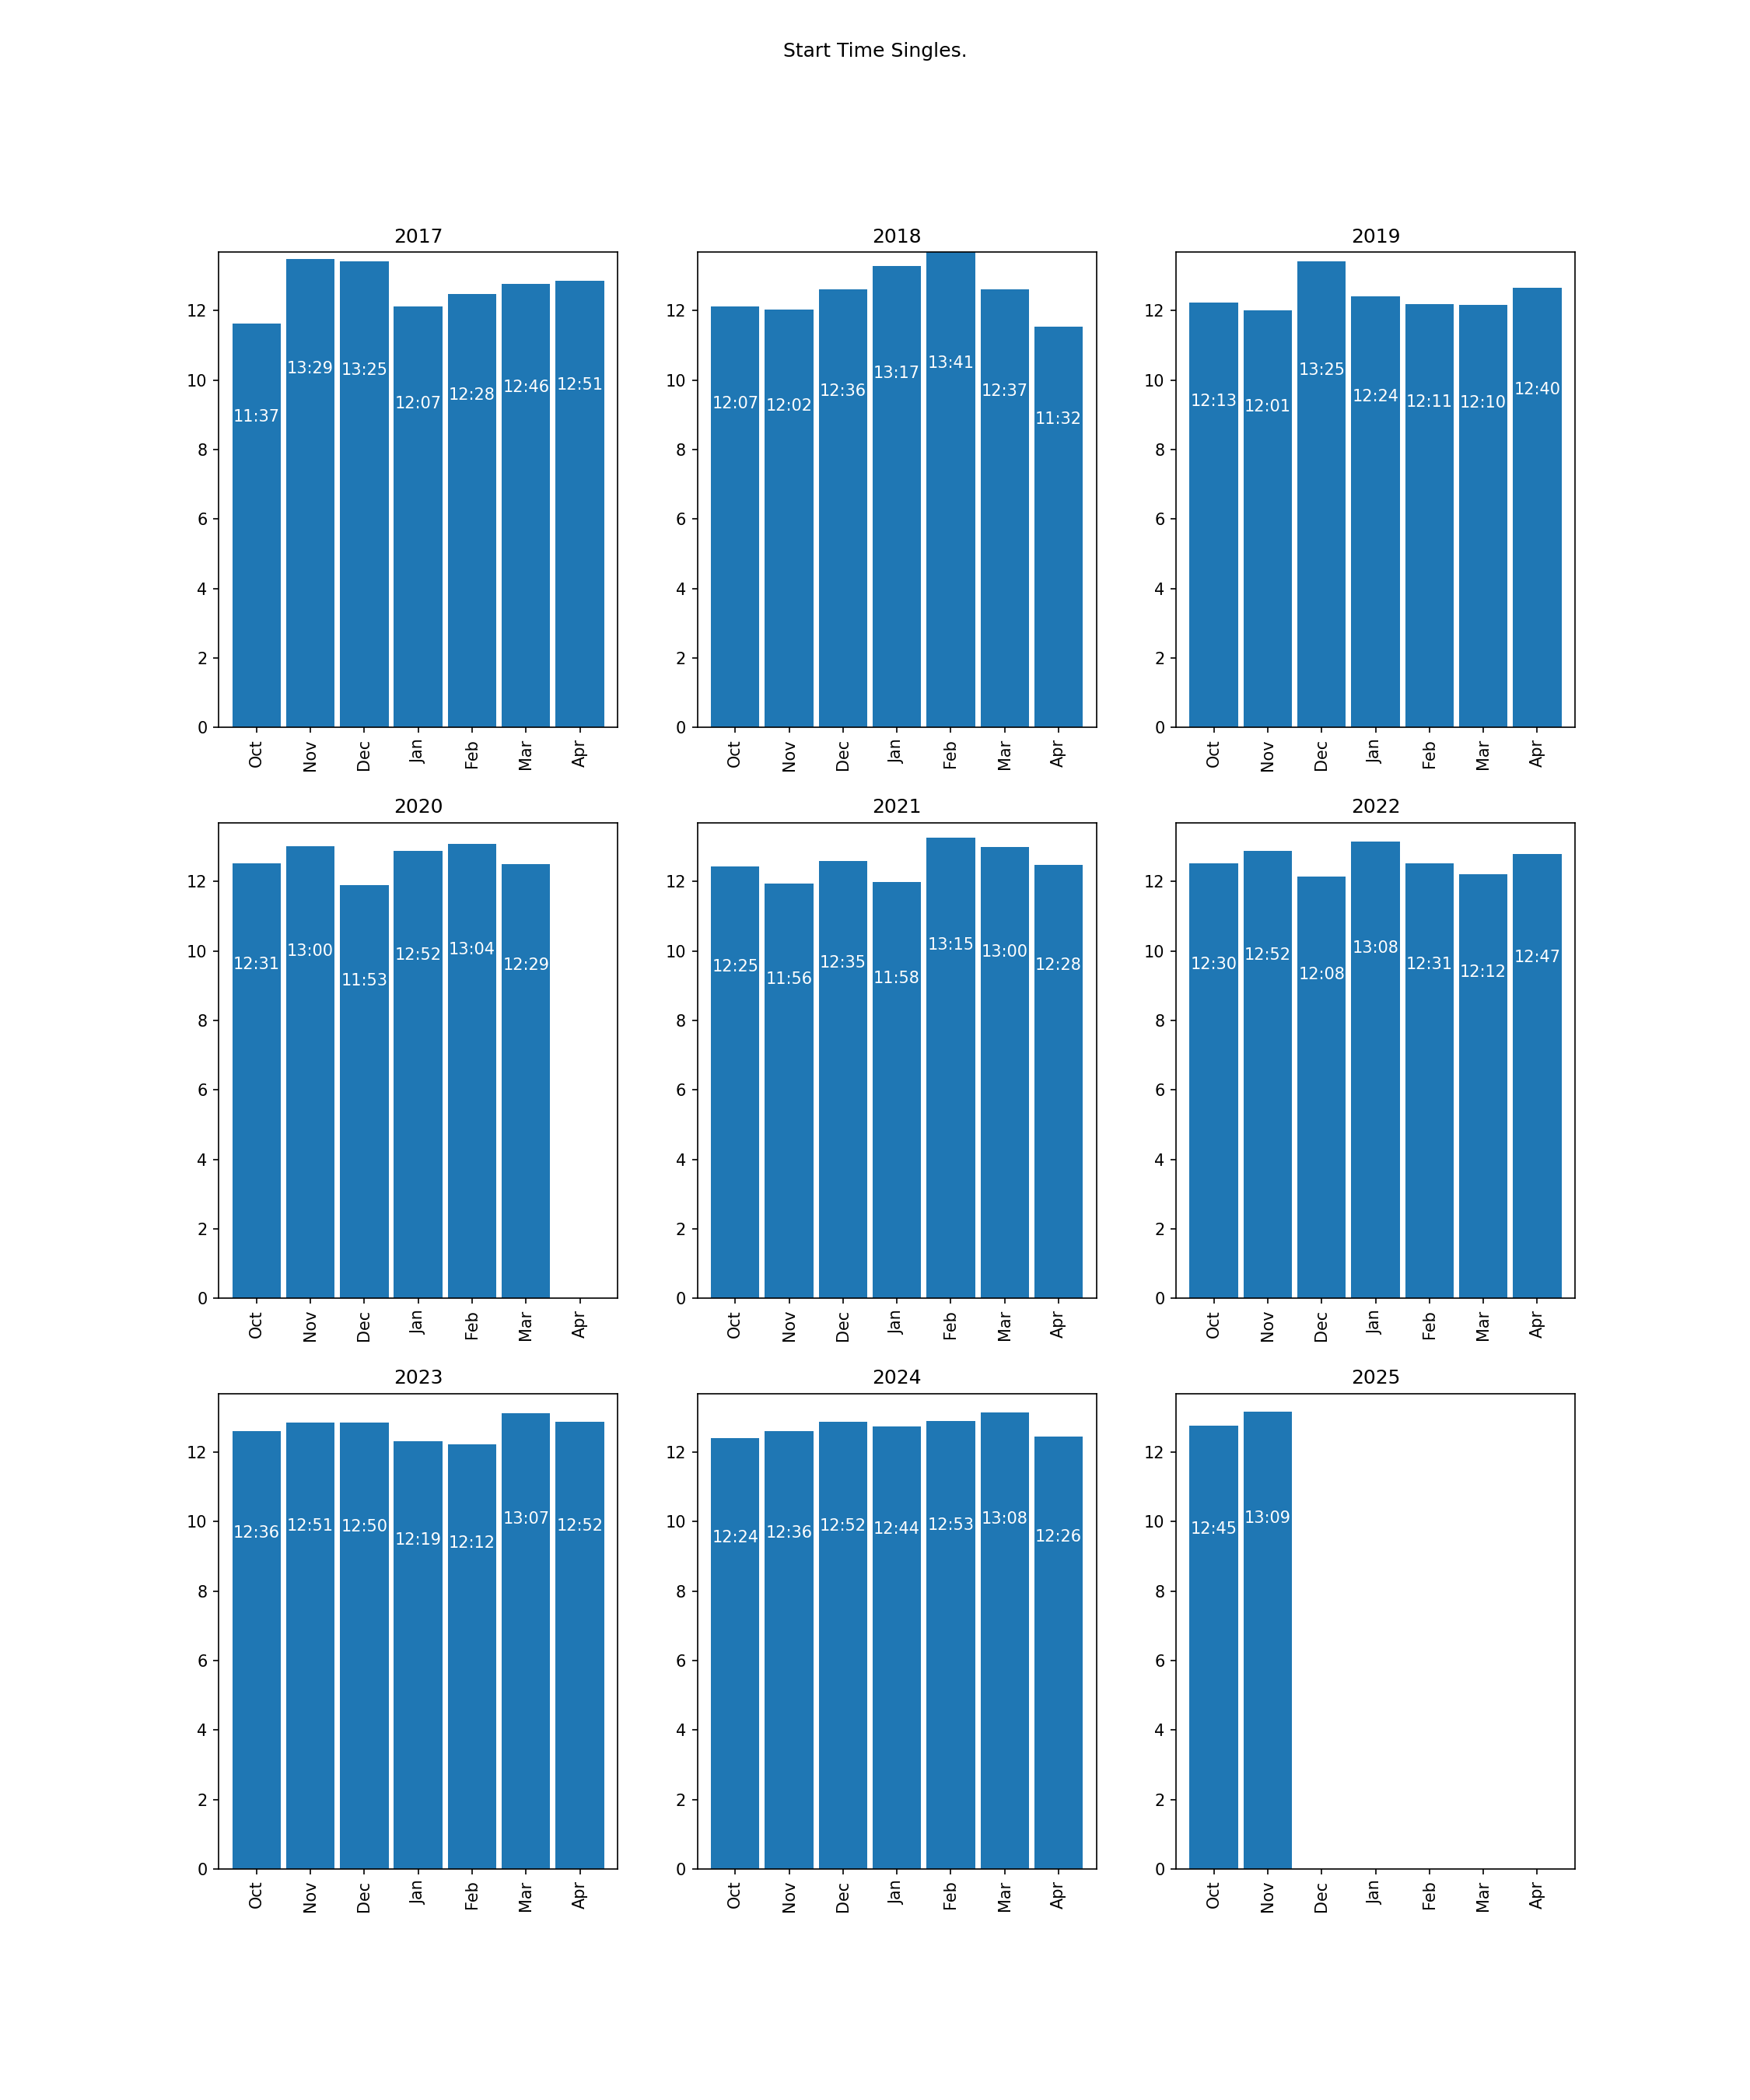 Start Time Singles.
2017 2018 2019
12 12 12
10 10 10
8 8 8
6 6 6
4 4 4
2 2 2
0 0 0
11:37 13:29 13:25 12:07 12:28 12:46 12:51
12:07 12:02 12:36 13:17 13:41 12:37 11:32
12:13 12:01 13:25 12:24 12:11 12:10 12:40
Oct Nov Dec Jan Feb Mar Apr Oct Nov Dec Jan Feb Mar Apr Oct Nov Dec Jan Feb Mar Apr
2020 2021 2022
12 12 12
10 10 10
8 8 8
6 6 6
4 4 4
2 2 2
0 0 0
12:31 13:00 11:53 12:52 13:04 12:29
12:25 11:56 12:35 11:58 13:15 13:00 12:28
12:30 12:52 12:08 13:08 12:31 12:12 12:47
Oct Nov Dec Jan Feb Mar Apr Oct Nov Dec Jan Feb Mar Apr Oct Nov Dec Jan Feb Mar Apr
2023 2024 2025
12 12 12
10 10 10
8 8 8
6 6 6
4 4 4
2 2 2
0 0 0
12:36 12:51 12:50 12:19 12:12 13:07 12:52
12:24 12:36 12:52 12:44 12:53 13:08 12:26
12:45 13:09
Oct Nov Dec Jan Feb Mar Apr Oct Nov Dec Jan Feb Mar Apr Oct Nov Dec Jan Feb Mar Apr